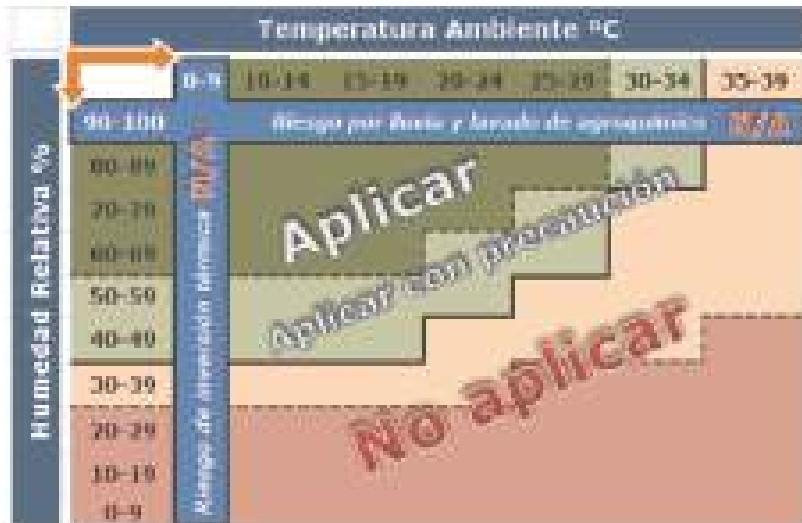 Temperatura Ambiente ºC
0-9 10-14 15-19 20-24 25-29 30-34 35-39
Humedad Relativa %
90-100 Riesgo por lluvia y lavado de agroquímico N/A
80-89
70-79
60-69
50-59
40-49
30-39
20-29
10-19
0-9
Riesgo de inversión térmica N/A
Aplicar
Aplicar con precaución
No aplicar